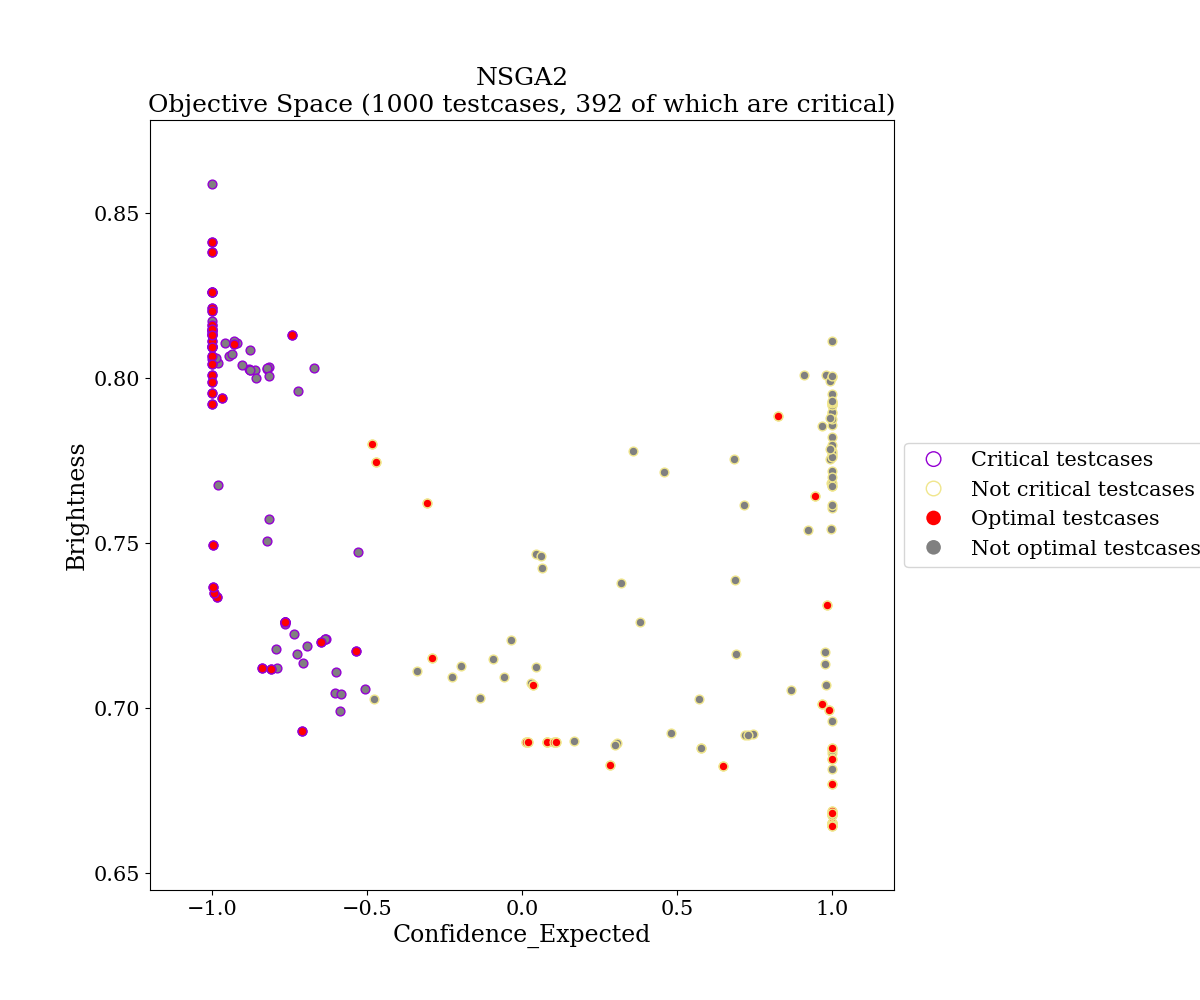 NSGA2
Objective Space (1000 testcases, 392 of which are critical)
0.85
0.80
0.75
0.70
0.65
Brightness
−1.0
−0.5
0.0
0.5
1.0
Confidence_Expected
Critical testcases
Not critical testcases
Optimal testcases
Not optimal testcases